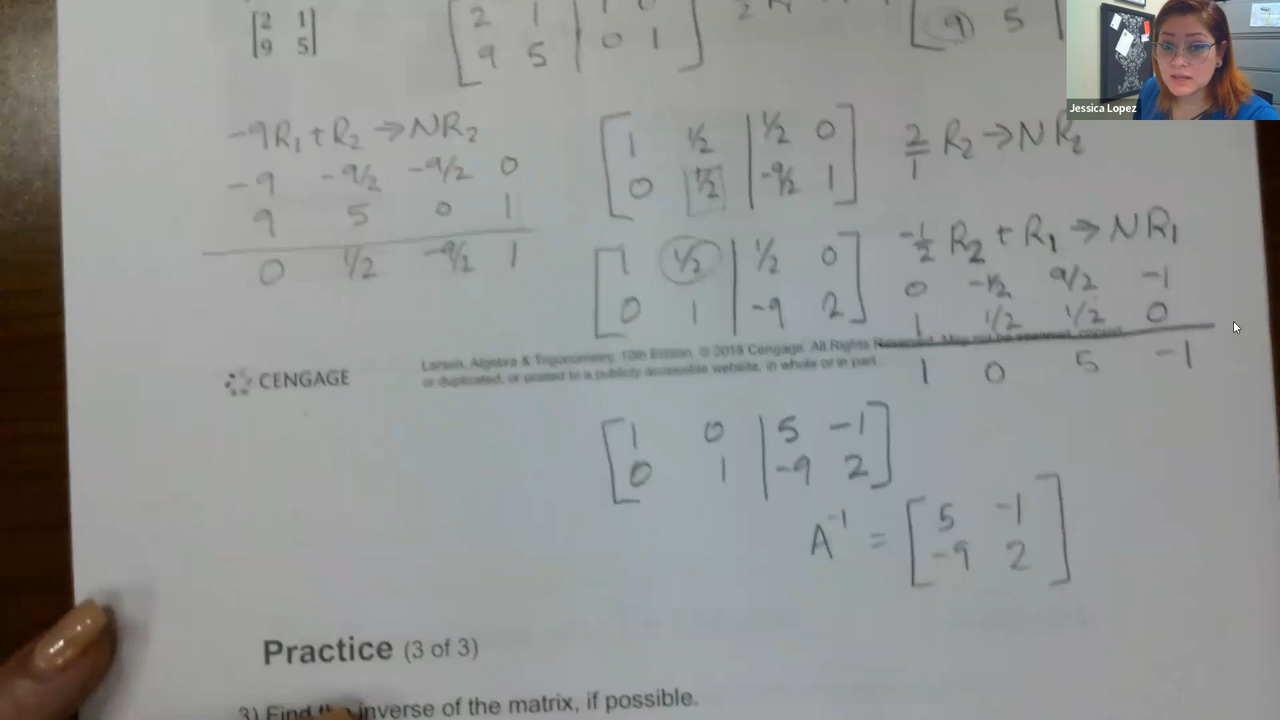 [2 1
9 5]
[2 1 | 1 0
9 5 | 0 1]
[9 5 |
Jessica Lopez
-9R₁ + R₂ → NR₂
-9 -9/2 -9/2 0
9 5 0 1
0 1/2 -9/2 1
[1 1/2 | 1/2 0
0 1/2 | -9/2 1]
2/1 R₂ → NR₂
[1 1/2 | 1/2 0
0 1 | -9 2]
-1/2 R₂ + R₁ → NR₁
0 -1/2 9/2 -1
1 1/2 1/2 0
1 0 5 -1
CENGAGE
Larson, Algebra & Trigonometry, 10th Edition. © 2018 Cengage. All Rights Reserved. May not be scanned, copied
or duplicated, or posted to a publicly accessible website, in whole or in part.
[1 0 | 5 -1
0 1 | -9 2]
A⁻¹ = [5 -1
-9 2]
Practice (3 of 3)
3) Find the inverse of the matrix, if possible.